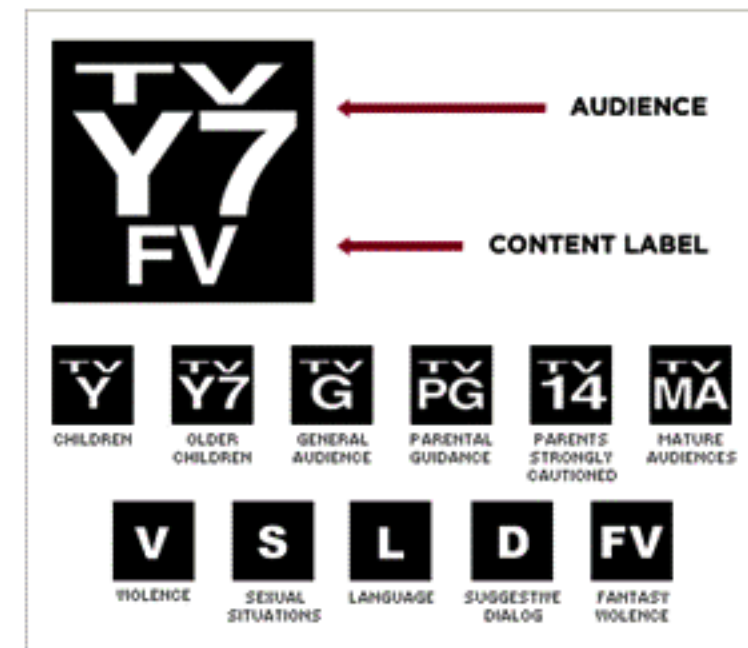 TV
Y7
FV
AUDIENCE
CONTENT LABEL
TV
Y
TV
Y7
TV
G
TV
PG
TV
14
TV
MA
CHILDREN
OLDER
CHILDREN
GENERAL
AUDIENCE
PARENTAL
GUIDANCE
PARENTS
STRONGLY
CAUTIONED
MATURE
AUDIENCES
V
S
L
D
FV
VIOLENCE
SEXUAL
SITUATIONS
LANGUAGE
SUGGESTIVE
DIALOG
FANTASY
VIOLENCE